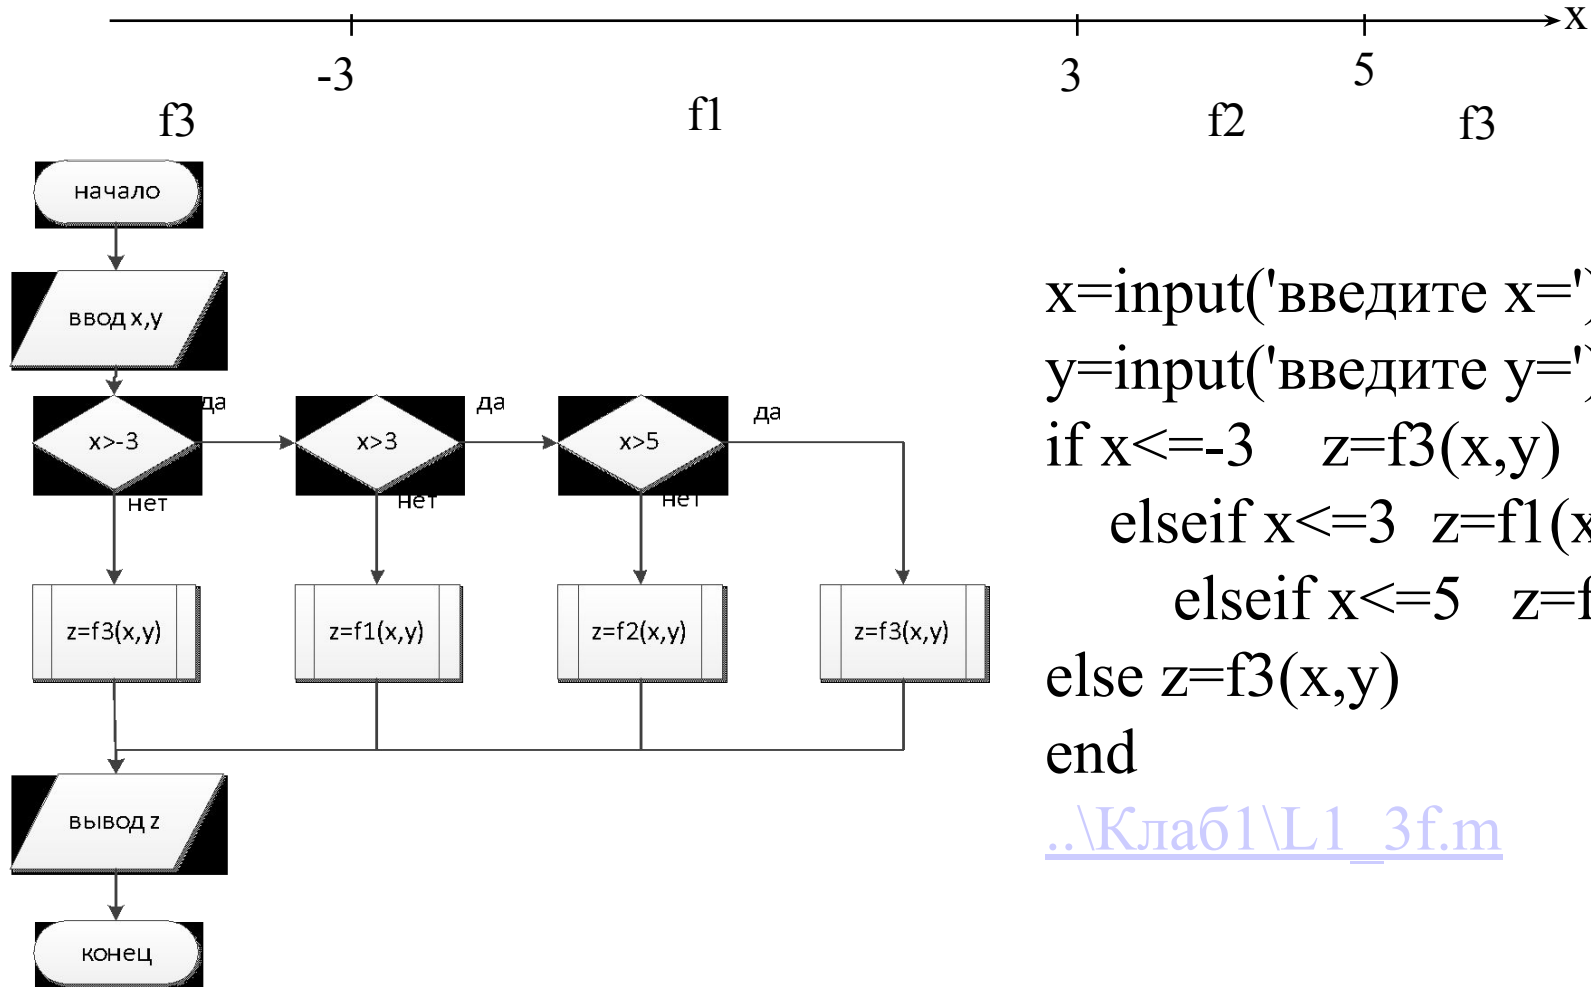 x
-3 3 5
f3 f1 f2 f3
начало
ввод x,y
x>-3 да x>3 да x>5 да
нет нет нет
z=f3(x,y) z=f1(x,y) z=f2(x,y) z=f3(x,y)
вывод z
конец
x=input('введите x=')
y=input('введите y=')
if x<=-3 z=f3(x,y)
elseif x<=3 z=f1(x
elseif x<=5 z=f
else z=f3(x,y)
end
..\Клаб1\L1_3f.m